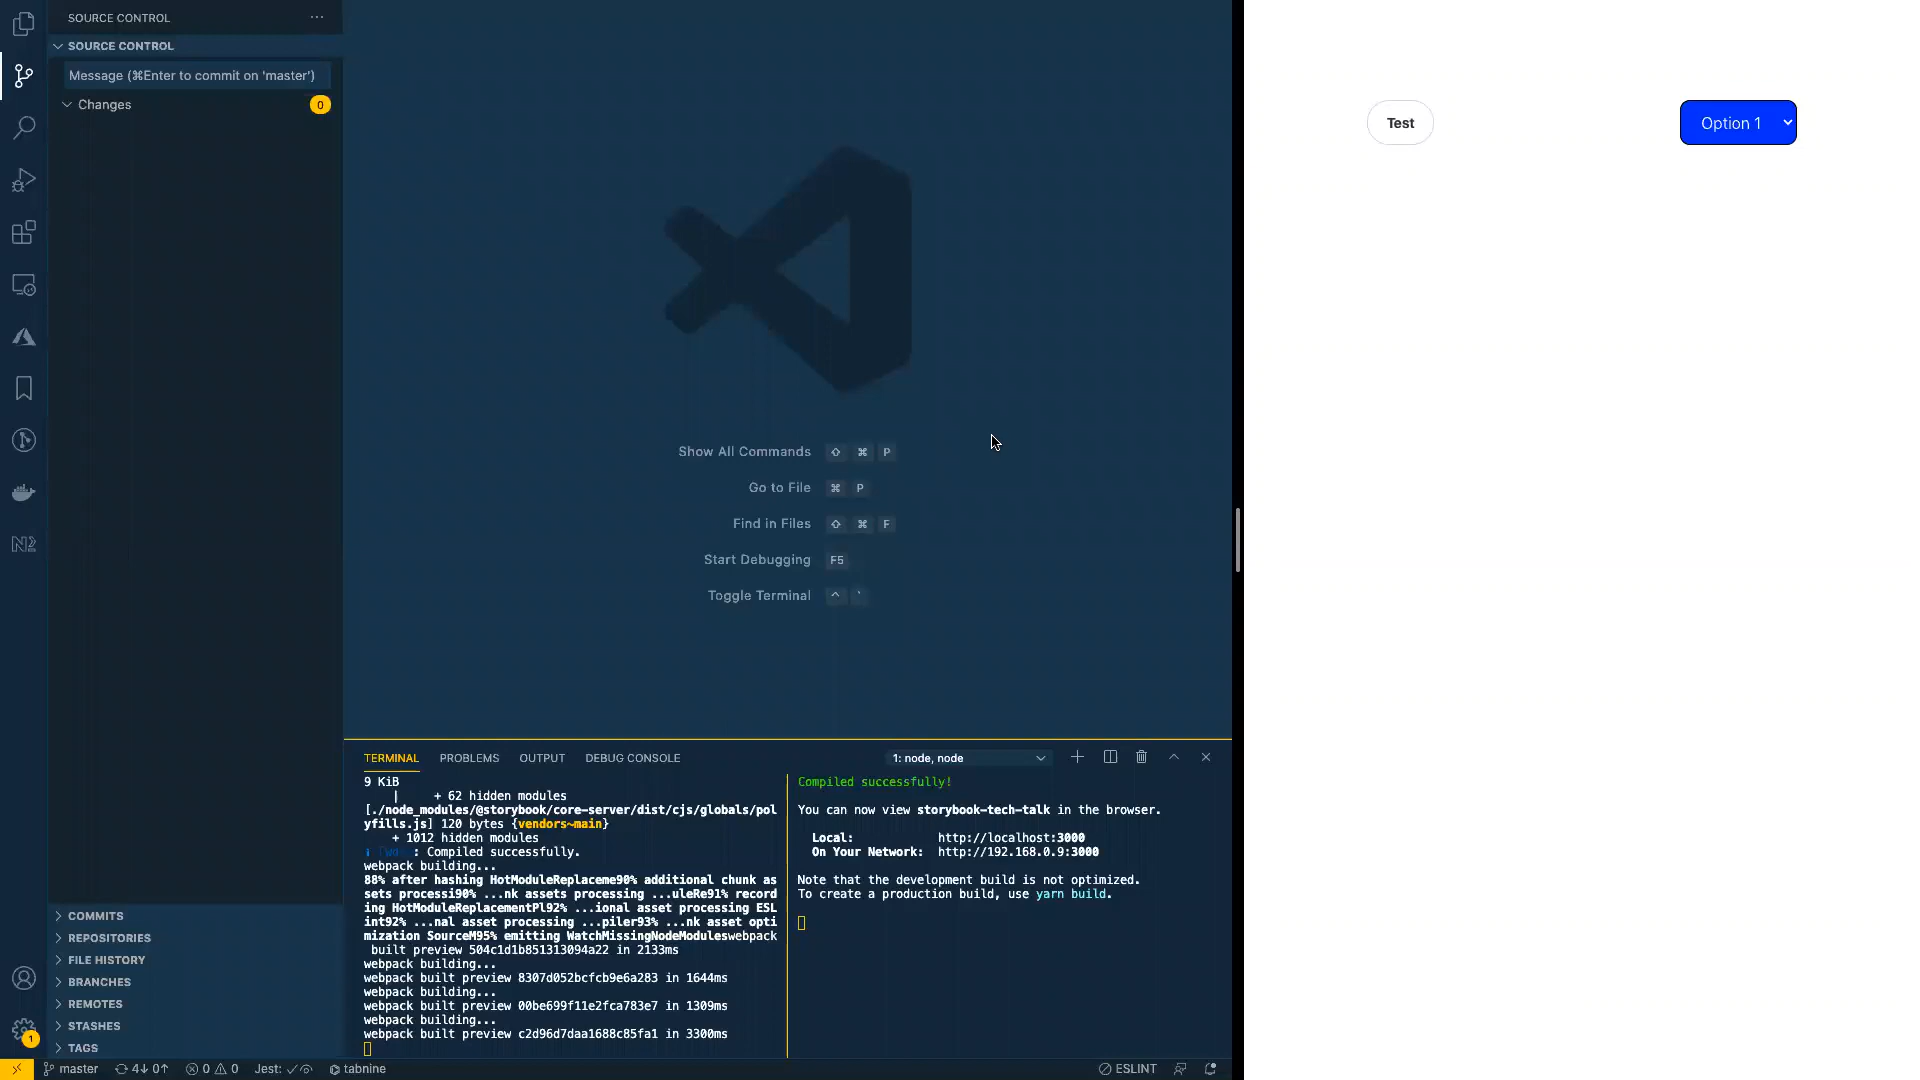 SOURCE CONTROL
SOURCE CONTROL
Message (⌘Enter to commit on 'master')
Changes
0
Show All Commands ⇧ ⌘ P
Go to File ⌘ P
Find in Files ⇧ ⌘ F
Start Debugging F5
Toggle Terminal ^ `
Test
Option 1
TERMINAL PROBLEMS OUTPUT DEBUG CONSOLE
1: node, node
9 KiB
| + 62 hidden modules
[./node_modules/@storybook/core-server/dist/cjs/globals/pol
yfills.js] 120 bytes {vendors~main}
+ 1012 hidden modules
: Compiled successfully.
webpack building...
88% after hashing HotModuleReplaceme90% additional chunk as
sets processi90% ...nk assets processing ...uleRe91% record
ing HotModuleReplacementPl92% ...ional asset processing ESL
int92% ...nal asset processing ...piler93% ...nk asset opti
mization SourceM95% emitting WatchMissingNodeModuleswebpack
built preview 504c1d1b851313094a22 in 2133ms
webpack building...
webpack built preview 8307d052bcfcb9e6a283 in 1644ms
webpack building...
webpack built preview 00be699f11e2fca783e7 in 1309ms
webpack building...
webpack built preview c2d96d7daa1688c85fa1 in 3300ms
Compiled successfully!
You can now view storybook-tech-talk in the browser.
Local: http://localhost:3000
On Your Network: http://192.168.0.9:3000
Note that the development build is not optimized.
To create a production build, use yarn build.
COMMITS
REPOSITORIES
FILE HISTORY
BRANCHES
REMOTES
STASHES
TAGS
1
master 4↓ 0↑ 0 0 Jest: tabnine
ESLINT